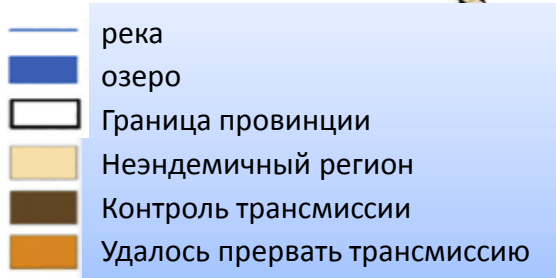 река
озеро
Граница провинции
Неэндемичный регион
Контроль трансмиссии
Удалось прервать трансмиссию